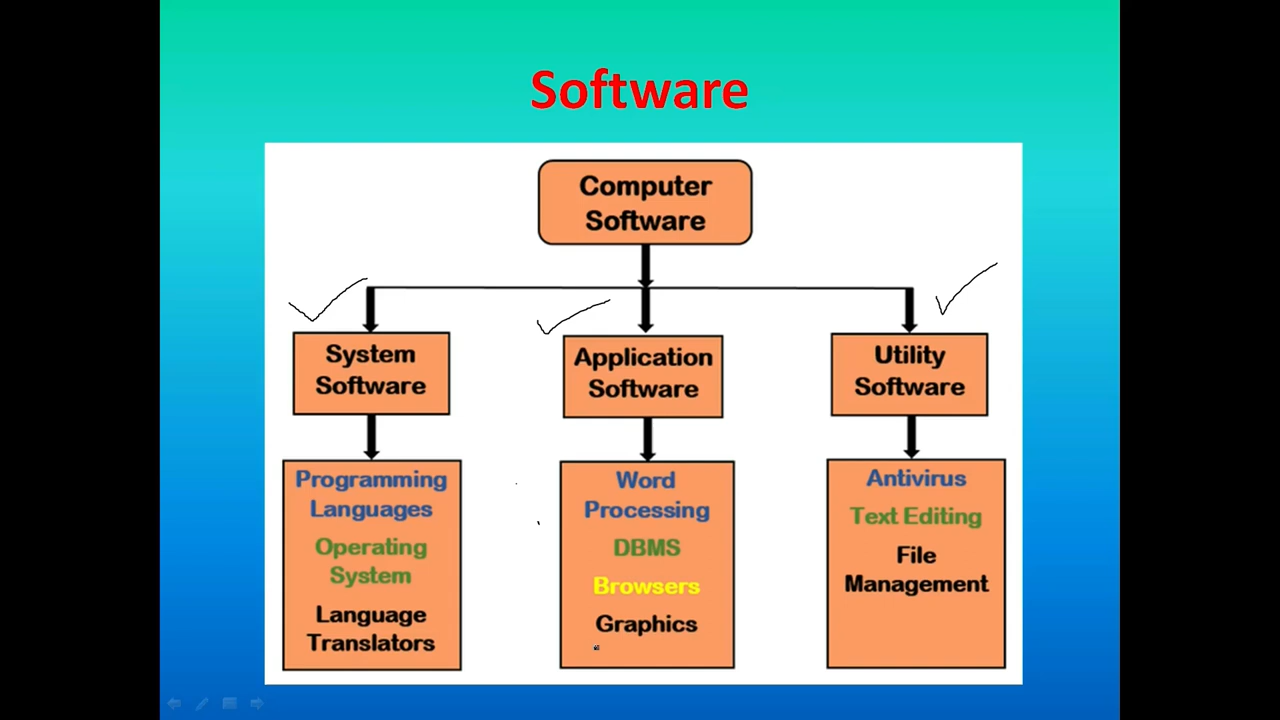 Software
Computer
Software
System
Software
Application
Software
Utility
Software
Programming
Languages
Operating
System
Language
Translators
Word
Processing
DBMS
Browsers
Graphics
Antivirus
Text Editing
File
Management